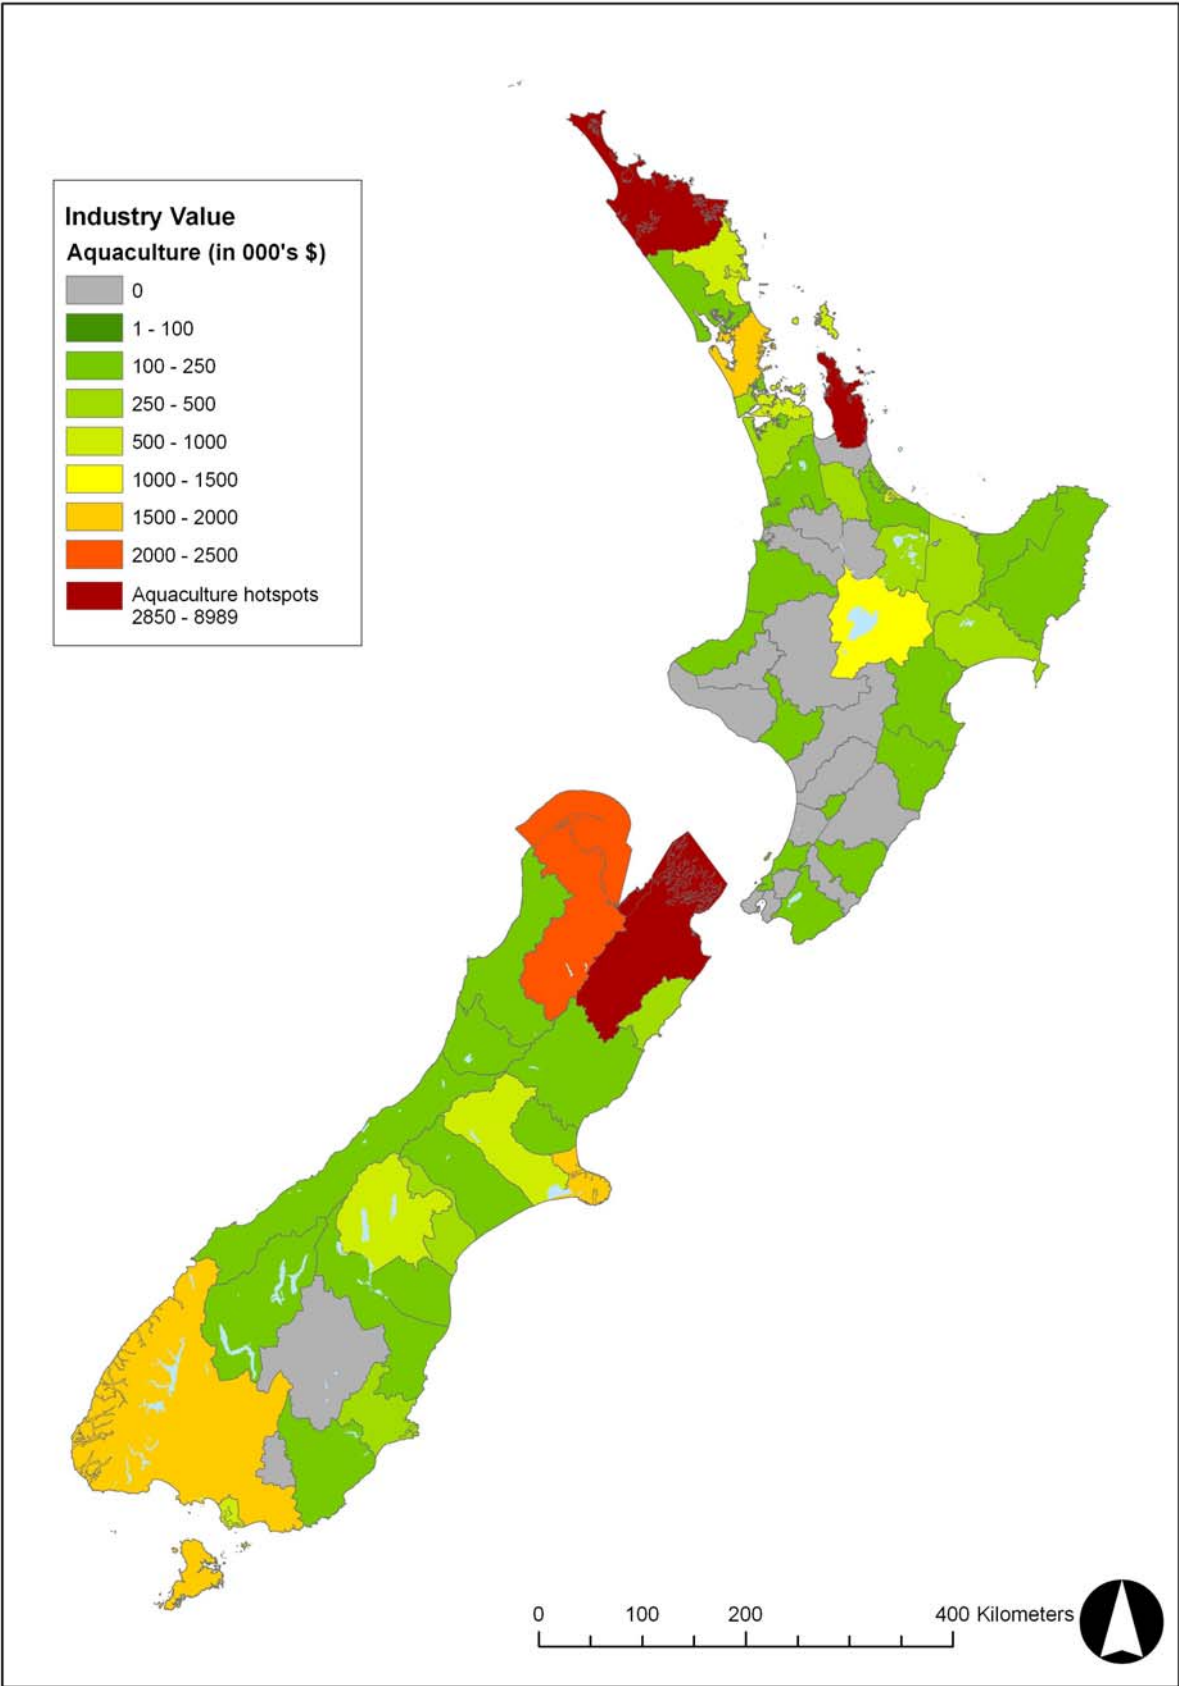 Industry Value
Aquaculture (in 000's $)
0
1 - 100
100 - 250
250 - 500
500 - 1000
1000 - 1500
1500 - 2000
2000 - 2500
Aquaculture hotspots
2850 - 8989
0 100 200 400 Kilometers